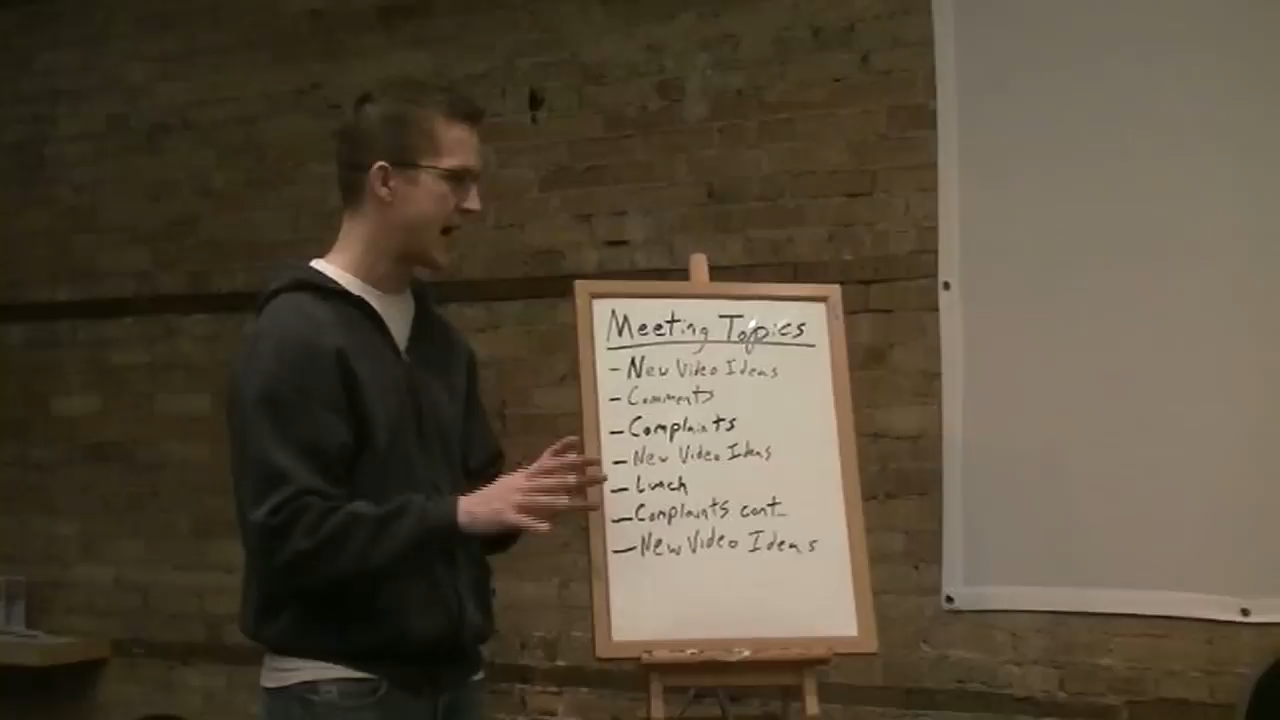 Meeting Topics
- New Video Ideas
- Comments
- Complaints
- New Video Ideas
- Lunch
- Complaints cont.
- New Video Ideas